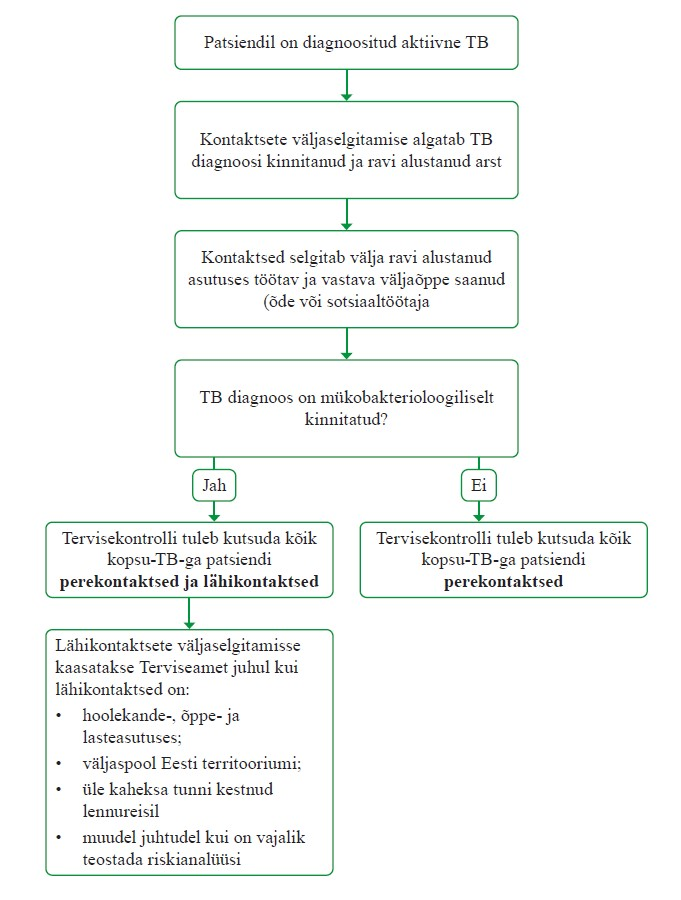 Patsiendil on diagnoositud aktiivne TB
Kontaktsete väljaselgitamise algatab TB
diagnoosi kinnitanud ja ravi alustanud arst
Kontaktsed selgitab välja ravi alustanud
asutuses töötav ja vastava väljaõppe saanud
(õde või sotsiaaltöötaja
TB diagnoos on mükobakterioloogiliselt
kinnitatud?
Jah
Ei
Tervisekontrolli tuleb kutsuda kõik
kopsu-TB-ga patsiendi
perekontaktsed ja lähikontaktsed
Tervisekontrolli tuleb kutsuda kõik
kopsu-TB-ga patsiendi
perekontaktsed
Lähikontaktsete väljaselgitamisse
kaasatakse Terviseamet juhul kui
lähikontaktsed on:
• hoolekande-, õppe- ja
lasteasutuses;
• väljaspool Eesti territooriumi;
• üle kaheksa tunni kestnud
lennureisil
• muudel juhtudel kui on vajalik
teostada riskianalüüsi